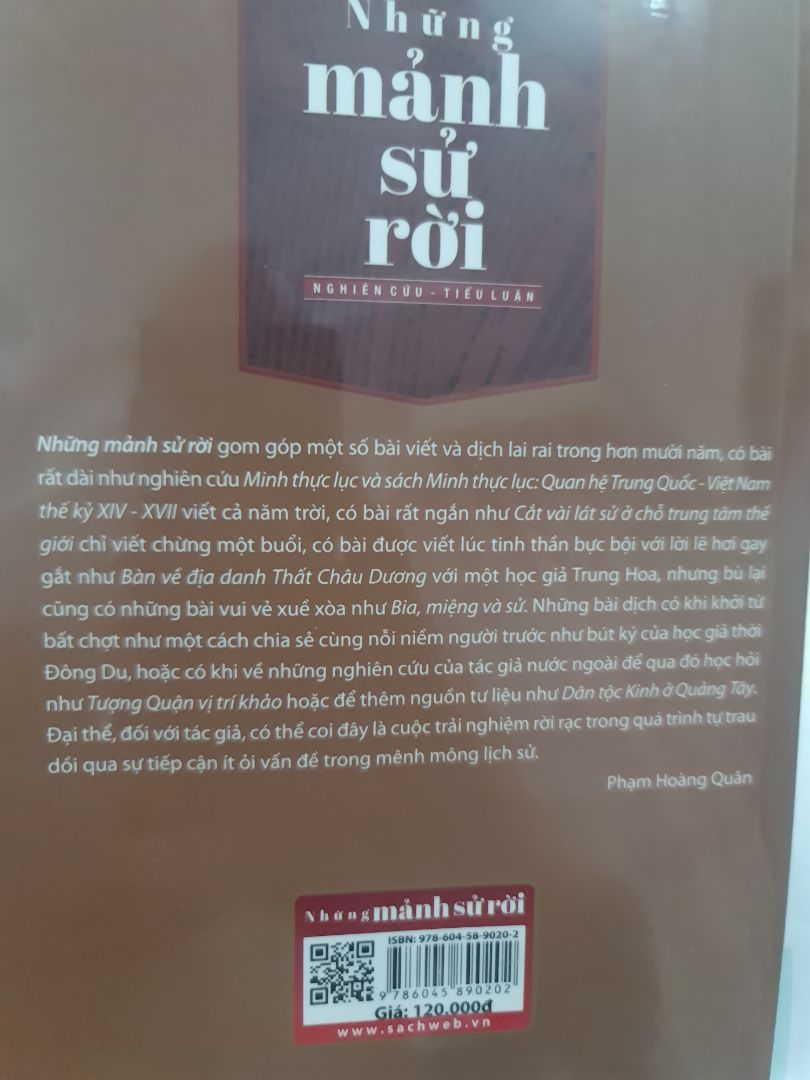 Những
mảnh
sử
rời
NGHIÊN CỨU - TIỂU LUẬN
Những mảnh sử rời gom góp một số bài viết và dịch lai rai trong hơn mười năm, có bài
rất dài như nghiên cứu Minh thực lục và sách Minh thực lục: Quan hệ Trung Quốc - Việt Nam
thế kỷ XIV - XVII viết cả năm trời, có bài rất ngắn như Cắt vài lát sử ở chỗ trung tâm thế
giới chỉ viết chừng một buổi, có bài được viết lúc tinh thần bực bội với lời lẽ hơi gay
gắt như Bàn về địa danh Thất Châu Dương với một học giả Trung Hoa, nhưng bù lại
cũng có những bài vui vẻ xuề xòa như Bia, miệng và sử. Những bài dịch có khi khởi từ
bất chợt như một cách chia sẻ cùng nỗi niềm người trước như bút ký của học giả thời
Đông Du, hoặc có khi về những nghiên cứu của tác giả nước ngoài để qua đó học hỏi
như Tượng Quận vị trí khảo hoặc để thêm nguồn tư liệu như Dân tộc Kinh ở Quảng Tây.
Đại thể, đối với tác giả, có thể coi đây là cuộc trải nghiệm rời rạc trong quá trình tự trau
dồi qua sự tiếp cận ít ỏi vấn đề trong mênh mông lịch sử.
Phạm Hoàng Quân
Những mảnh sử rời
ISBN: 978-604-58-9020-2
9 786045 890202
Giá: 120.000đ
www.sachweb.vn